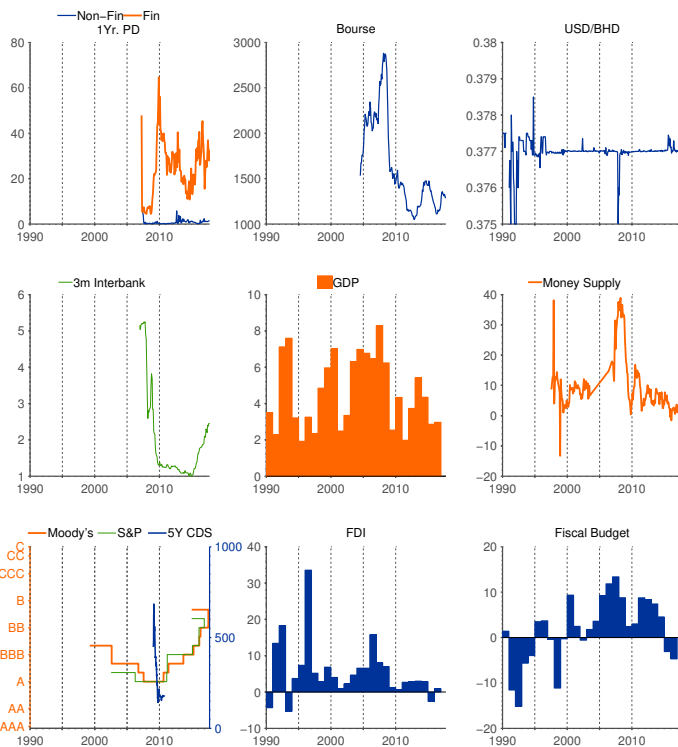 Non−Fin Fin
1Yr. PD
80
60
40
20
0
1990 2000 2010
Bourse
3000
2500
2000
1500
1000
1990 2000 2010
USD/BHD
0.38
0.379
0.378
0.377
0.376
0.375
1990 2000 2010
3m Interbank
6
5
4
3
2
1
1990 2000 2010
GDP
10
8
6
4
2
0
1990 2000 2010
Money Supply
40
30
20
10
0
−10
−20
1990 2000 2010
Moody's S&P 5Y CDS
C
CC
CCC
B
BB
BBB
A
AA
AAA
1000
500
0
1990 2000 2010
FDI
40
30
20
10
0
−10
1990 2000 2010
Fiscal Budget
20
10
0
−10
−20
1990 2000 2010